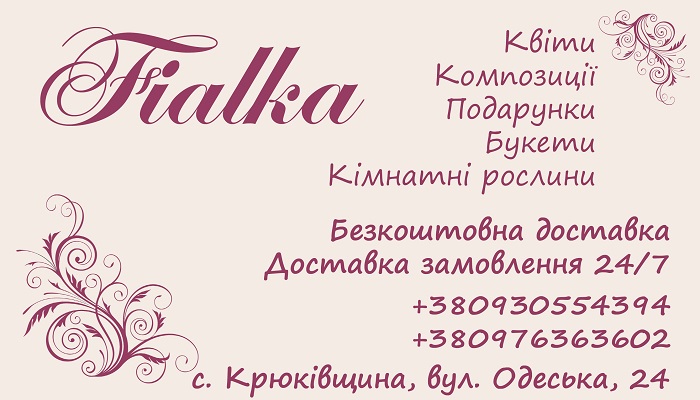 Fialka
Квіти
Композиції
Подарунки
Букети
Кімнатні рослини
Безкоштовна доставка
Доставка замовлення 24/7
+380930554394
+380976363602
с. Крюківщина, вул. Одеська, 24